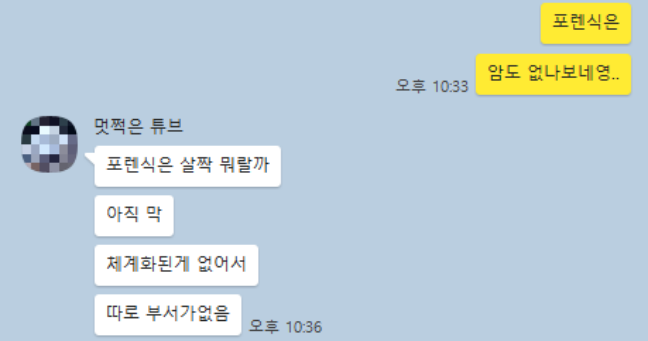 포렌식은
암도 없나보네영..
오후 10:33
멋쩍은 튜브
포렌식은 살짝 뭐랄까
아직 막
체계화된게 없어서
따로 부서가없음
오후 10:36